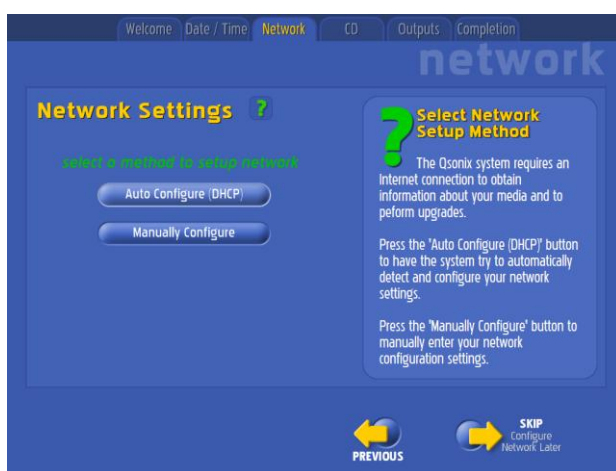 Welcome Date / Time Network CD Outputs Completion
network
Network Settings ?
select a method to setup network
Auto Configure (DHCP)
Manually Configure
? Select Network
Setup Method
The Qsonix system requires an
Internet connection to obtain
information about your media and to
peform upgrades.
Press the "Auto Configure (DHCP)" button
to have the system try to automatically
detect and configure your network
settings.
Press the "Manually Configure" button to
manually enter your network
configuration settings.
PREVIOUS
SKIP
Configure
Network Later